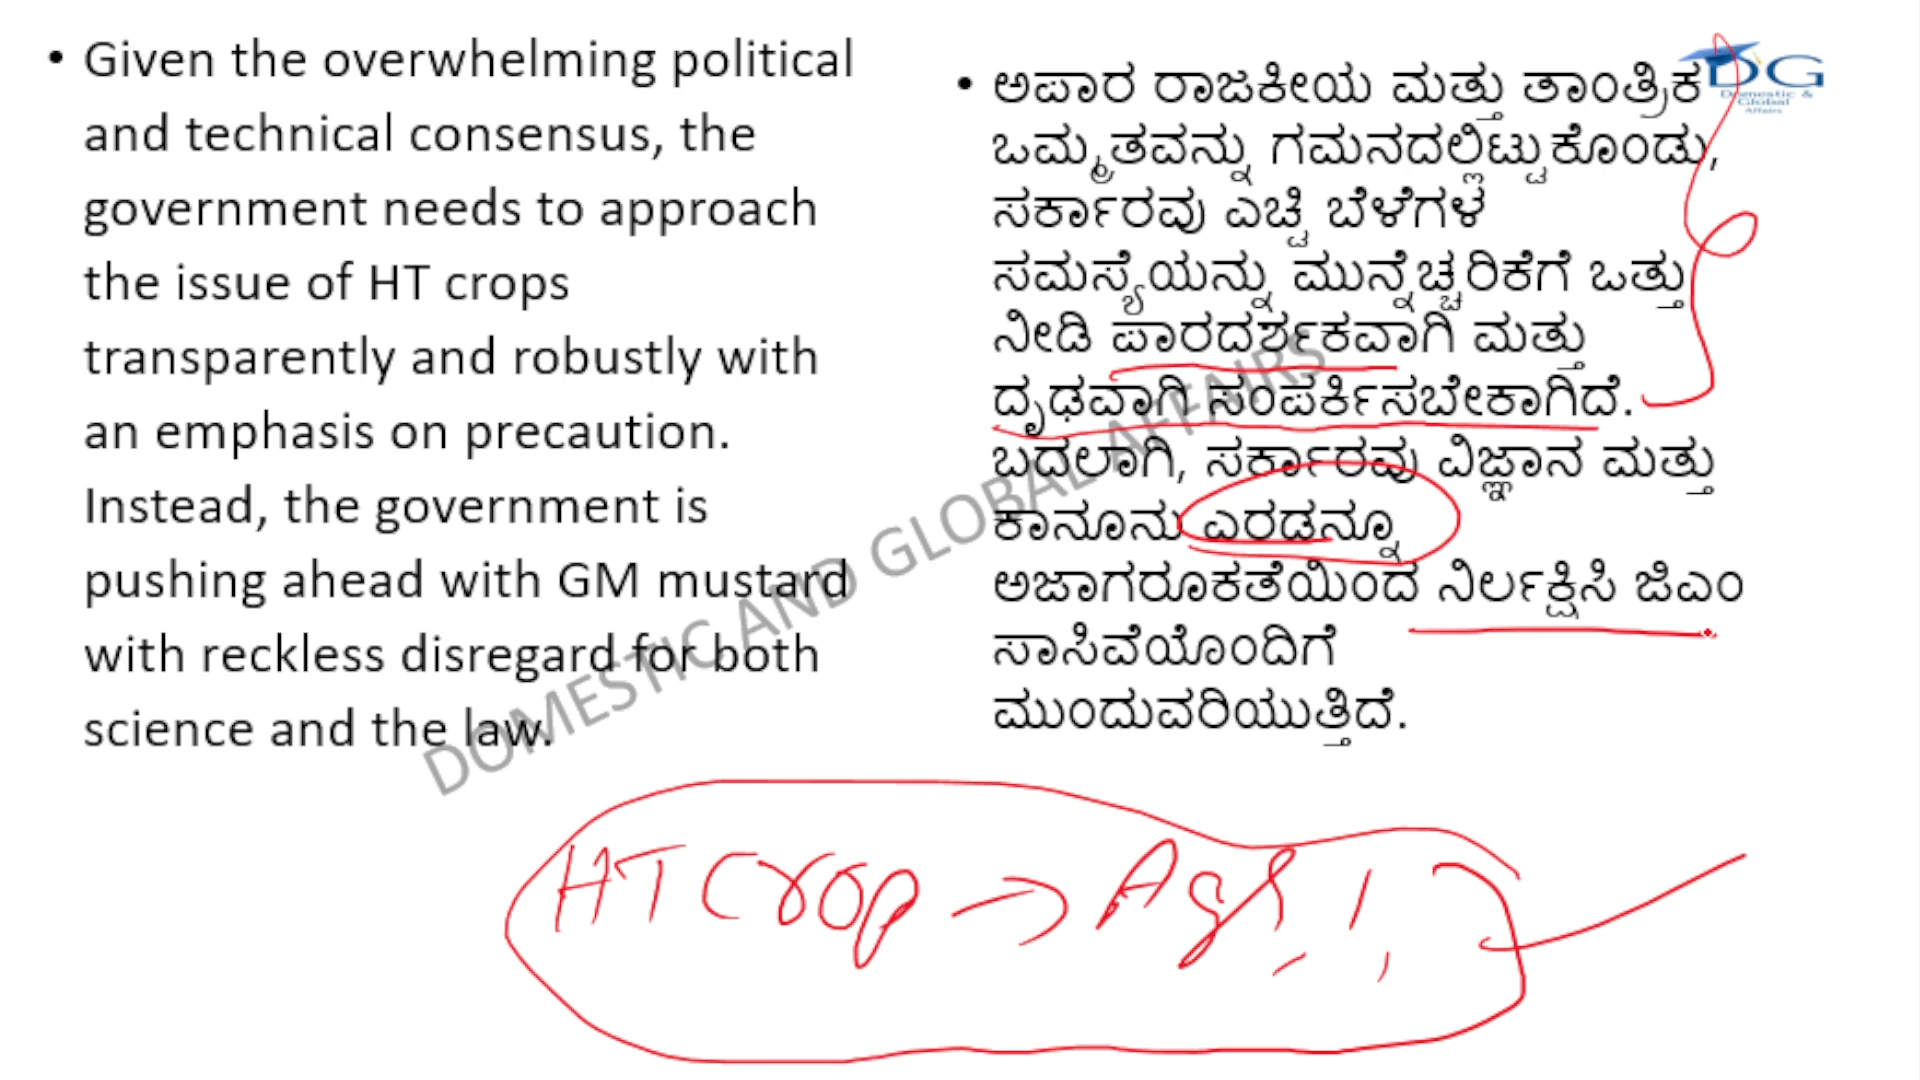 • Given the overwhelming political
and technical consensus, the
government needs to approach
the issue of HT crops
transparently and robustly with
an emphasis on precaution.
Instead, the government is
pushing ahead with GM mustard
with reckless disregard for both
science and the law.
• ಅಪಾರ ರಾಜಕೀಯ ಮತ್ತು ತಾಂತ್ರಿಕ
ಒಮ್ಮತವನ್ನು ಗಮನದಲ್ಲಿಟ್ಟುಕೊಂಡು,
ಸರ್ಕಾರವು ಎಚ್ಟಿ ಬೆಳೆಗಳ
ಸಮಸ್ಯೆಯನ್ನು ಮುನ್ನೆಚ್ಚರಿಕೆಗೆ ಒತ್ತು
ನೀಡಿ ಪಾರದರ್ಶಕವಾಗಿ ಮತ್ತು
ದೃಢವಾಗಿ ಸಂಪರ್ಕಿಸಬೇಕಾಗಿದೆ.
ಬದಲಾಗಿ, ಸರ್ಕಾರವು ವಿಜ್ಞಾನ ಮತ್ತು
ಕಾನೂನು ಎರಡನ್ನೂ
ಅಜಾಗರೂಕತೆಯಿಂದ ನಿರ್ಲಕ್ಷಿಸಿ ಜಿಎಂ
ಸಾಸಿವೆಯೊಂದಿಗೆ
ಮುಂದುವರಿಯುತ್ತಿದೆ.
DG
Domestic &
Global
Affairs
DOMESTIC AND GLOBAL AFFAIRS
HT Crop →